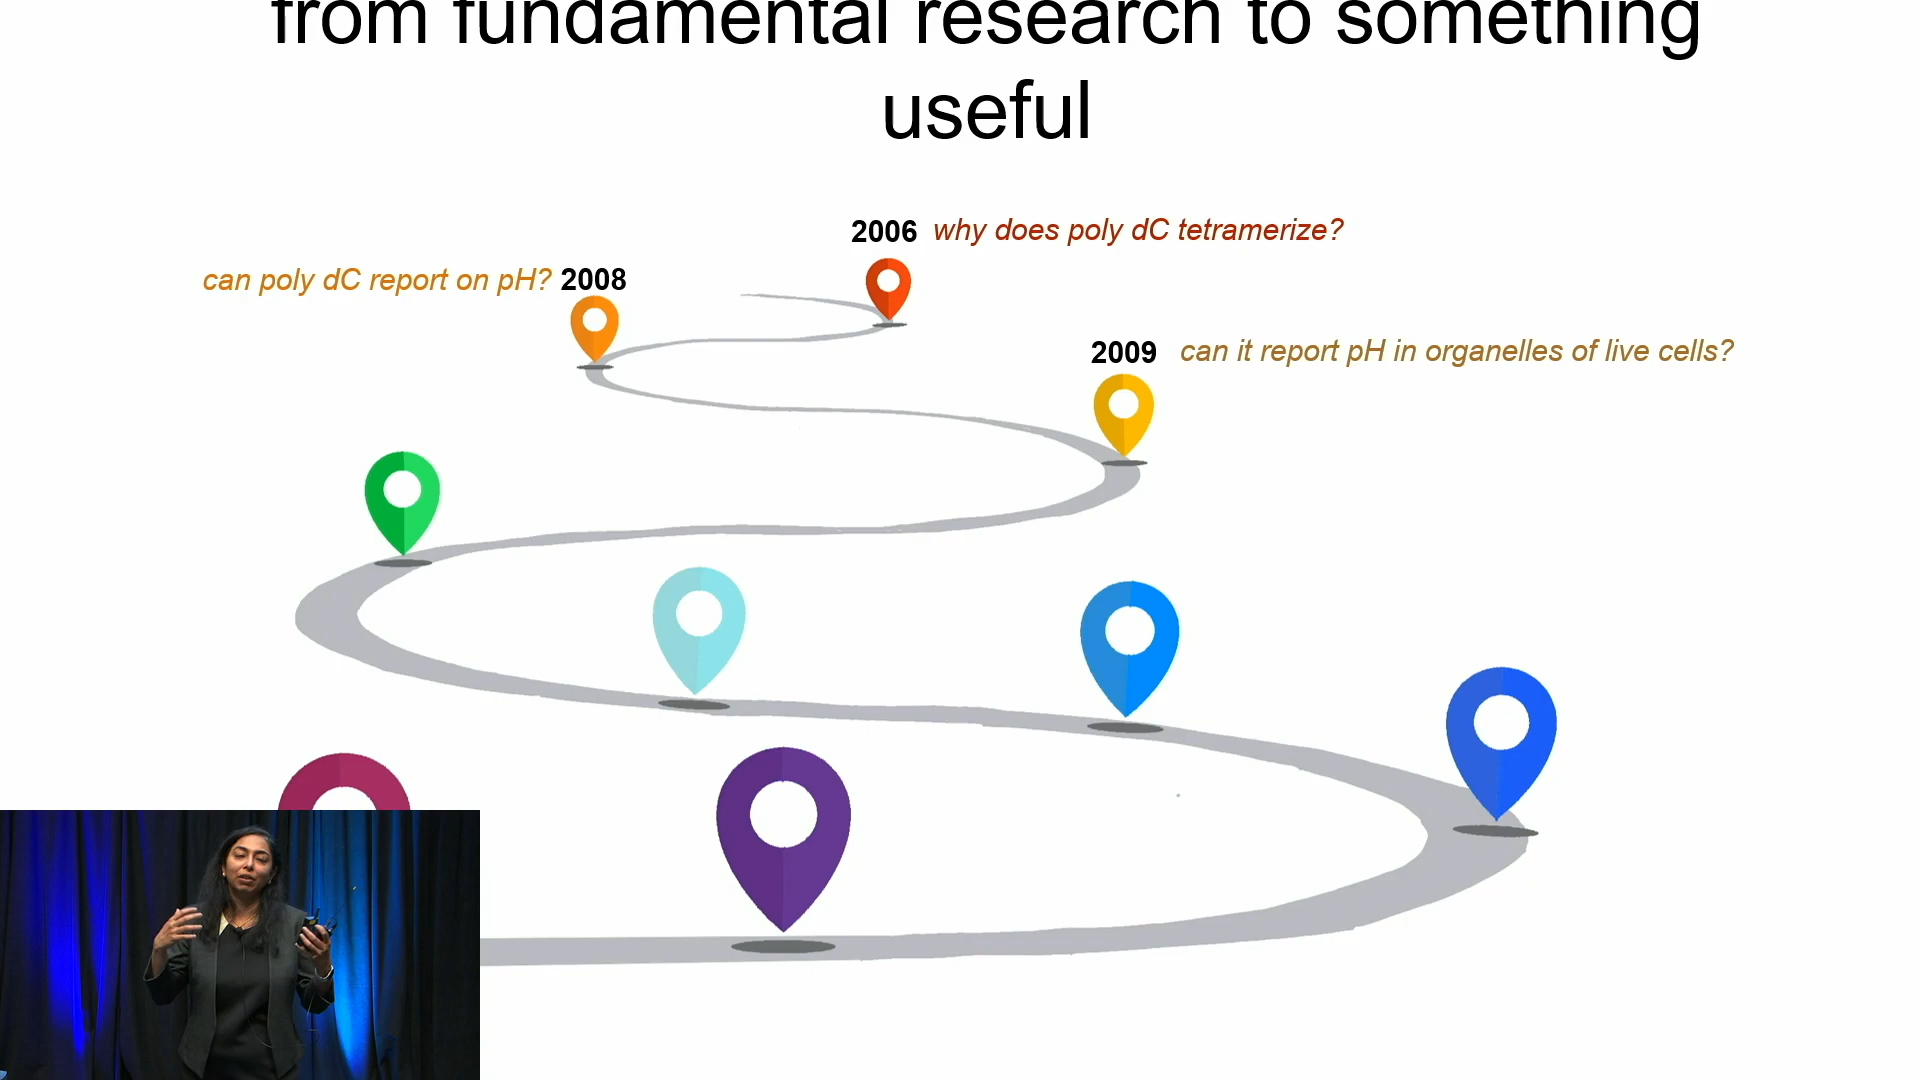 from fundamental research to something
useful
2006 why does poly dC tetramerize?
can poly dC report on pH? 2008
2009 can it report pH in organelles of live cells?